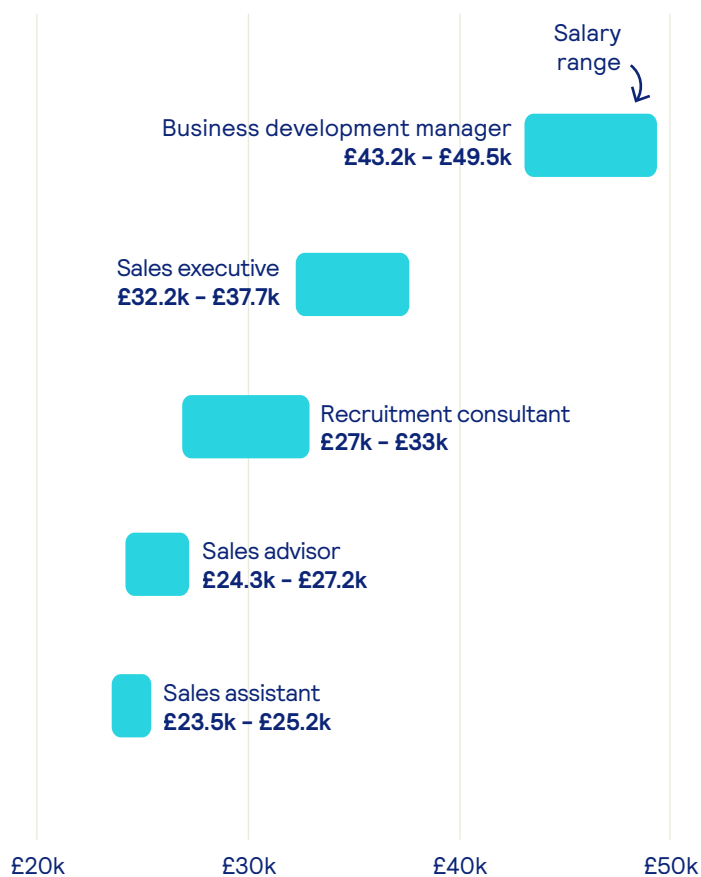 Salary
range
Business development manager
£43.2k – £49.5k
Sales executive
£32.2k – £37.7k
Recruitment consultant
£27k – £33k
Sales advisor
£24.3k – £27.2k
Sales assistant
£23.5k – £25.2k
£20k £30k £40k £50k